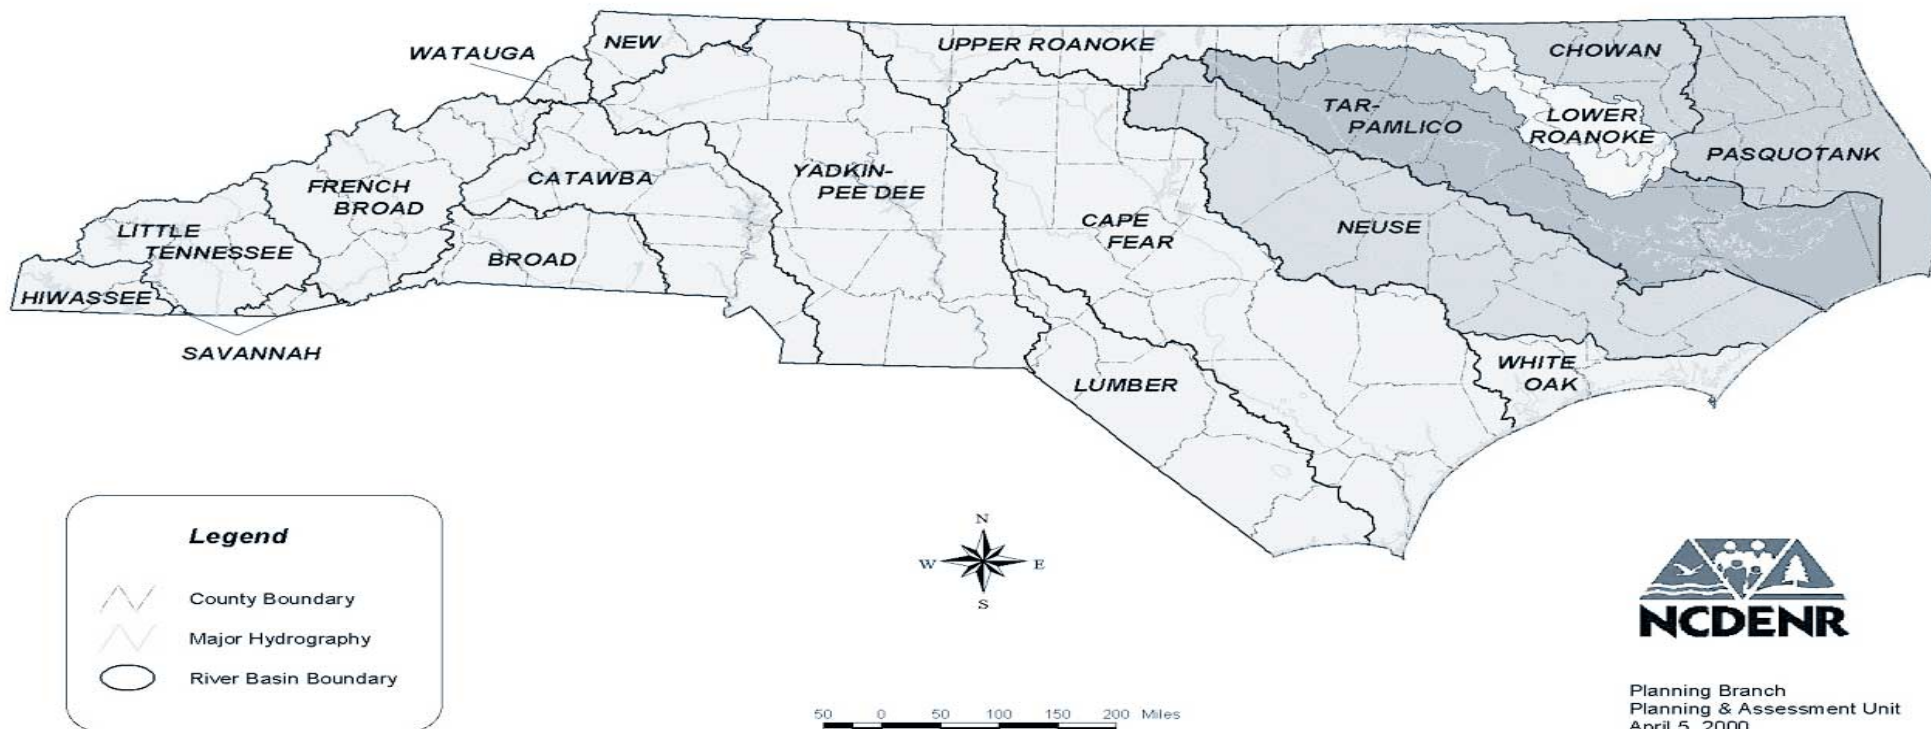 WATAUGA
NEW
UPPER ROANOKE
CHOWAN
TAR-
PAMLICO
LOWER
ROANOKE
PASQUOTANK
FRENCH
BROAD
CATAWBA
YADKIN-
PEE DEE
CAPE
FEAR
NEUSE
LITTLE
TENNESSEE
BROAD
HIWASSEE
SAVANNAH
LUMBER
WHITE
OAK
Legend
County Boundary
Major Hydrography
River Basin Boundary
N
W E
S
50 0 50 100 150 200 Miles
NCDENR
Planning Branch
Planning & Assessment Unit
April 5, 2000